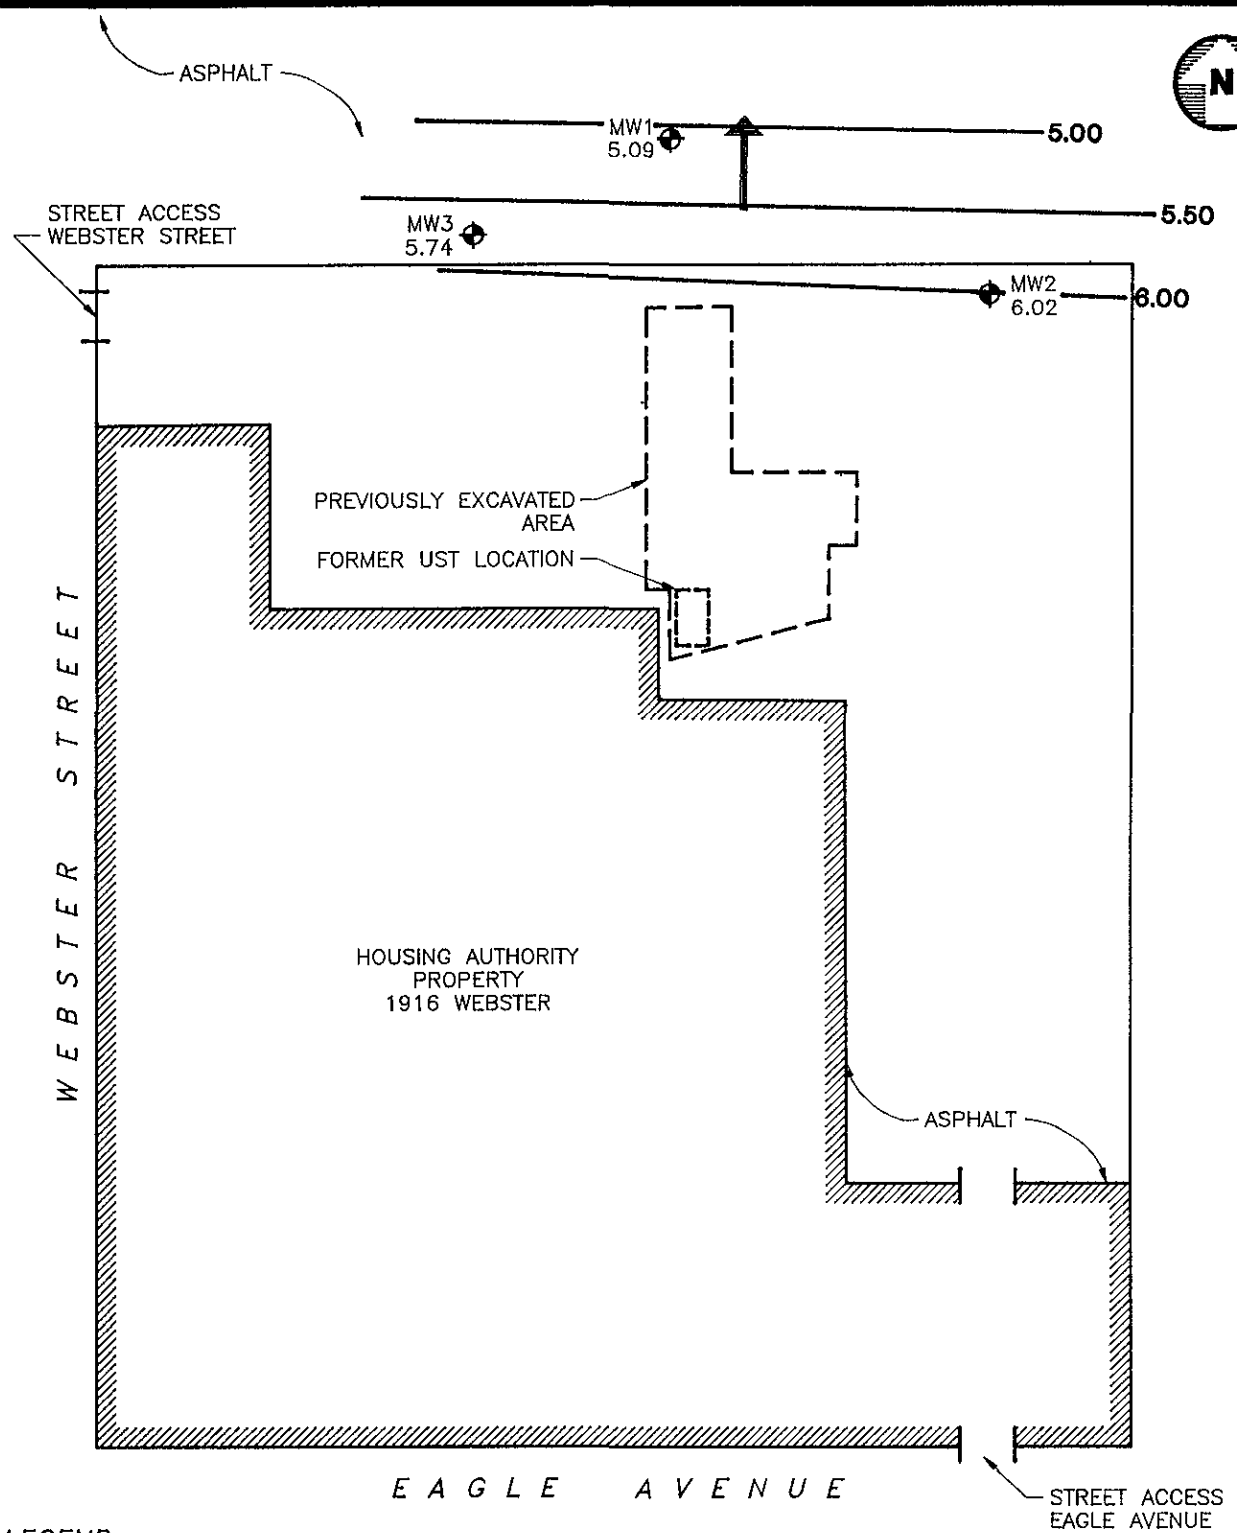 ASPHALT
N
MW1
5.09
5.00
STREET ACCESS
WEBSTER STREET
MW3
5.74
5.50
MW2
6.02
6.00
PREVIOUSLY EXCAVATED
AREA
FORMER UST LOCATION
WEBSTER STREET
HOUSING AUTHORITY
PROPERTY
1916 WEBSTER
ASPHALT
EAGLE AVENUE
STREET ACCESS
EAGLE AVENUE
LEGEND